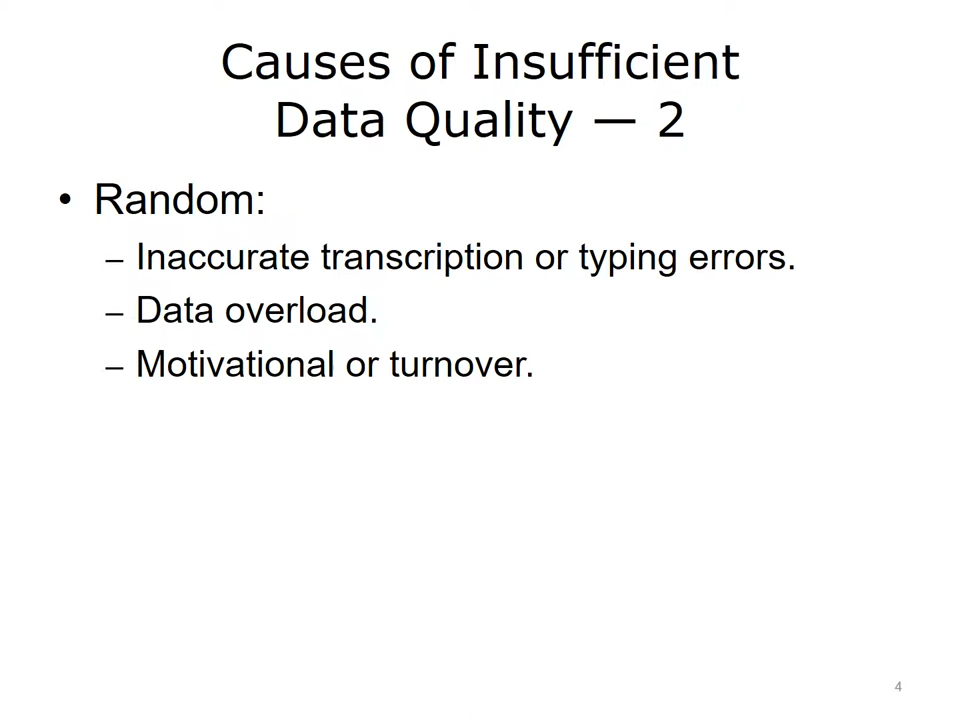 Causes of Insufficient
Data Quality — 2
• Random:
– Inaccurate transcription or typing errors.
– Data overload.
– Motivational or turnover.
4